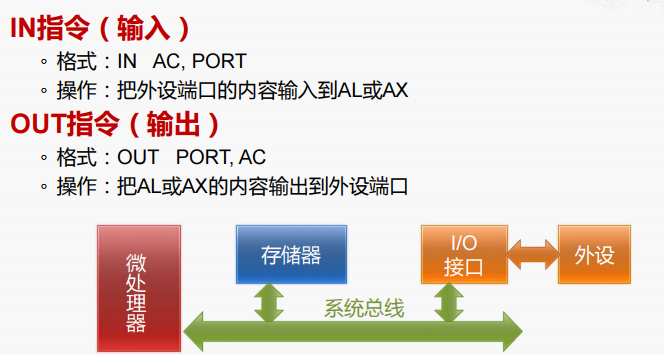 IN指令（输入）
。格式：IN AC, PORT
。操作：把外设端口的内容输入到AL或AX
OUT指令（输出）
。格式：OUT PORT, AC
。操作：把AL或AX的内容输出到外设端口
微处理器
存储器
I/O
接口
外设
系统总线